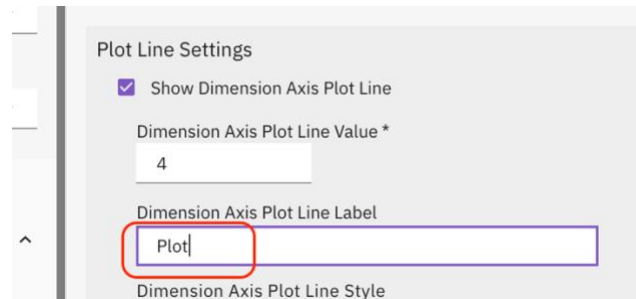 Plot Line Settings
Show Dimension Axis Plot Line
Dimension Axis Plot Line Value *
4
Dimension Axis Plot Line Label
Plot
Dimension Axis Plot Line Style